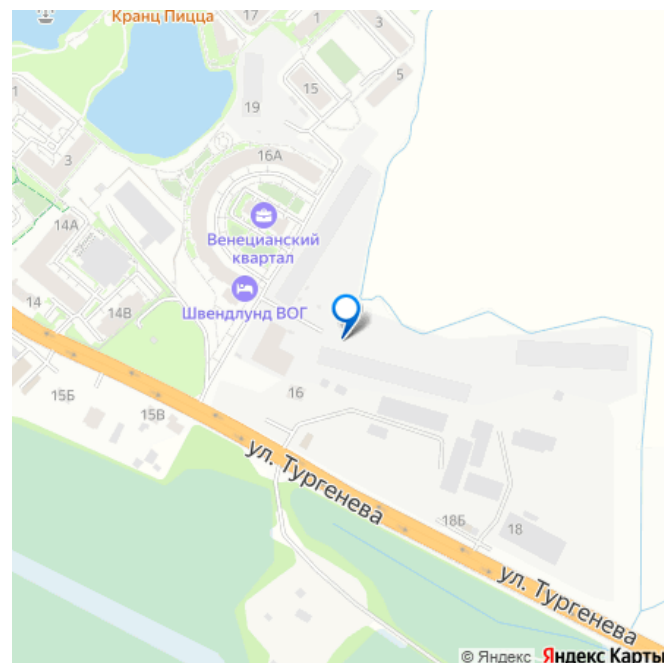 Кранц Пицца
17
1
3
5
15
19
1
3
16А
Венецианский
квартал
14А
Швендлунд ВОГ
14
14В
16
15Б
15В
ул. Тургенева
18Б
18
ул. Тургенева
© Яндекс Яндекс Карты